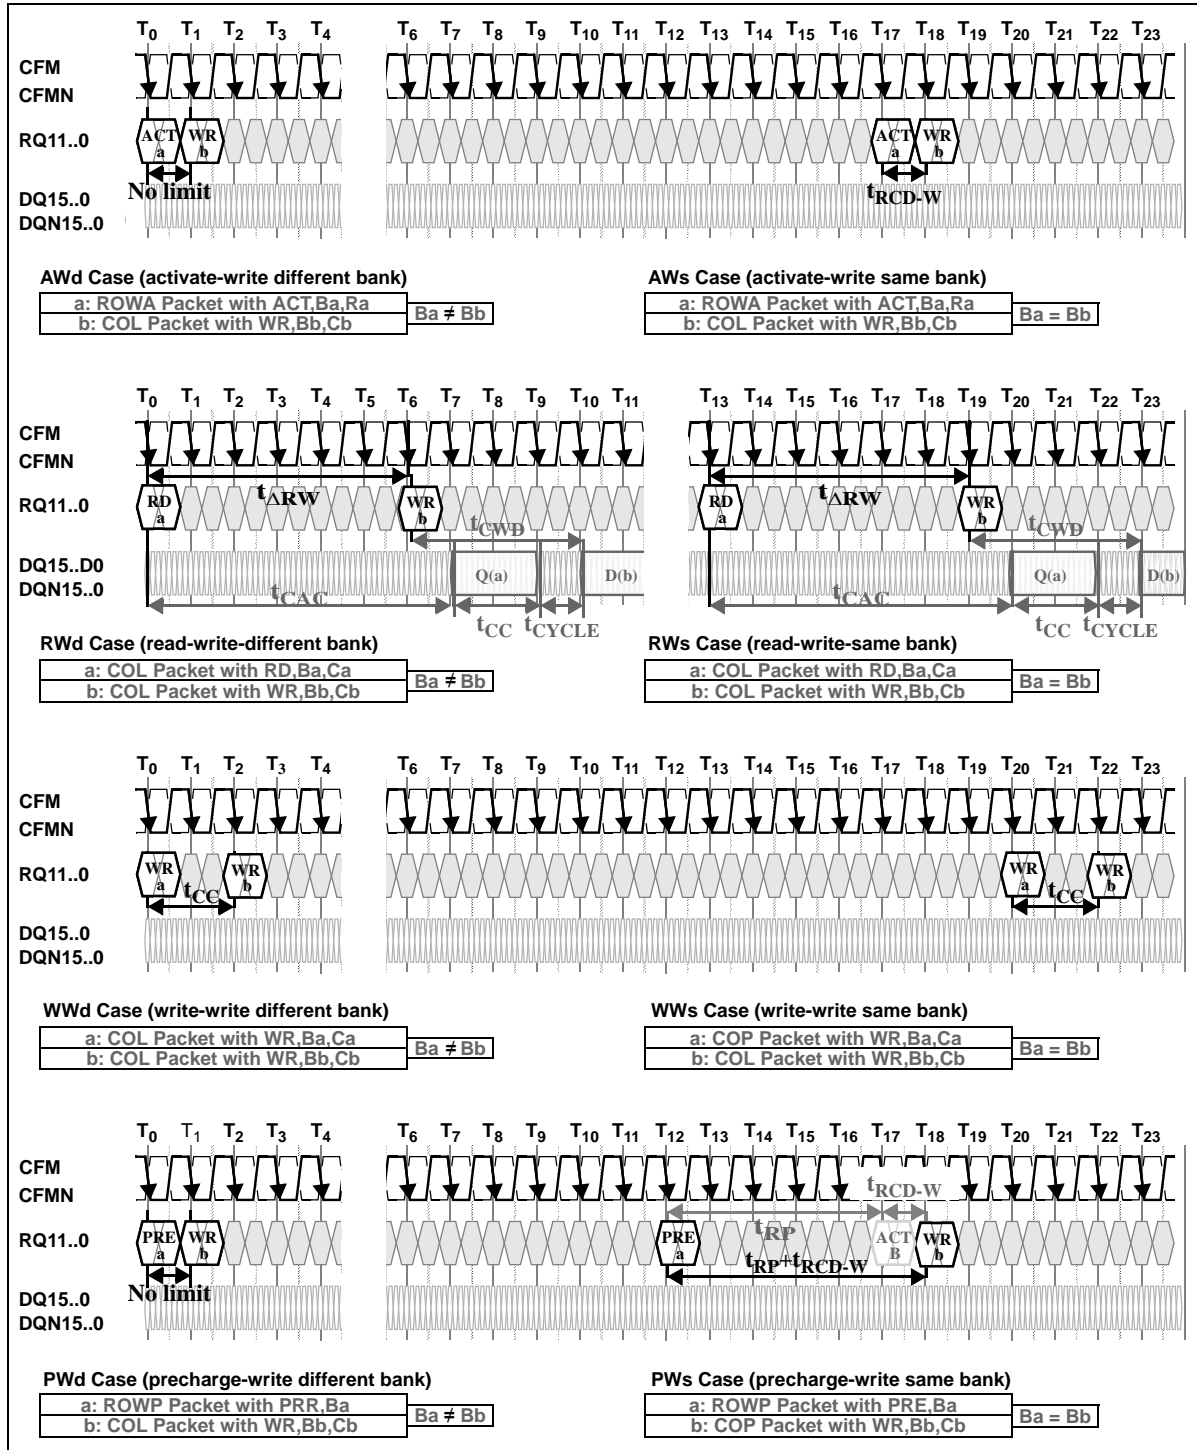 T0 T1 T2 T3 T4 T6 T7 T8 T9 T10 T11 T12 T13 T14 T15 T16 T17 T18 T19 T20 T21 T22 T23
CFM
CFMN
RQ11..0
ACT a
WR b
ACT a
WR b
No limit
tRCD-W
DQ15..0
DQN15..0
AWd Case (activate-write different bank)
a: ROWA Packet with ACT,Ba,Ra
b: COL Packet with WR,Bb,Cb
Ba ≠ Bb
AWs Case (activate-write same bank)
a: ROWA Packet with ACT,Ba,Ra
b: COL Packet with WR,Bb,Cb
Ba = Bb
T0 T1 T2 T3 T4 T5 T6 T7 T8 T9 T10 T11 T13 T14 T15 T16 T17 T18 T19 T20 T21 T22 T23
CFM
CFMN
t∆RW
t∆RW
RQ11..0
RD a
WR b
RD a
WR b
tCWD
tCWD
DQ15..D0
DQN15..0
Q(a)
D(b)
Q(a)
D(b)
tCAC
tCC
tCYCLE
tCAC
tCC
tCYCLE
RWd Case (read-write-different bank)
a: COL Packet with RD,Ba,Ca
b: COL Packet with WR,Bb,Cb
Ba ≠ Bb
RWs Case (read-write-same bank)
a: COL Packet with RD,Ba,Ca
b: COL Packet with WR,Bb,Cb
Ba = Bb
T0 T1 T2 T3 T4 T6 T7 T8 T9 T10 T11 T12 T13 T14 T15 T16 T17 T18 T19 T20 T21 T22 T23
CFM
CFMN
RQ11..0
WR a
WR b
WR a
WR b
tCC
tCC
DQ15..0
DQN15..0
WWd Case (write-write different bank)
a: COL Packet with WR,Ba,Ca
b: COL Packet with WR,Bb,Cb
Ba ≠ Bb
WWs Case (write-write same bank)
a: COP Packet with WR,Ba,Ca
b: COL Packet with WR,Bb,Cb
Ba = Bb
T0 T1 T2 T3 T4 T6 T7 T8 T9 T10 T11 T12 T13 T14 T15 T16 T17 T18 T19 T20 T21 T22 T23
CFM
CFMN
tRCD-W
RQ11..0
PRE a
WR b
PRE a
tRP
ACT B
WR b
No limit
tRP+tRCD-W
DQ15..0
DQN15..0
PWd Case (precharge-write different bank)
a: ROWP Packet with PRR,Ba
b: COL Packet with WR,Bb,Cb
Ba ≠ Bb
PWs Case (precharge-write same bank)
a: ROWP Packet with PRE,Ba
b: COP Packet with WR,Bb,Cb
Ba = Bb